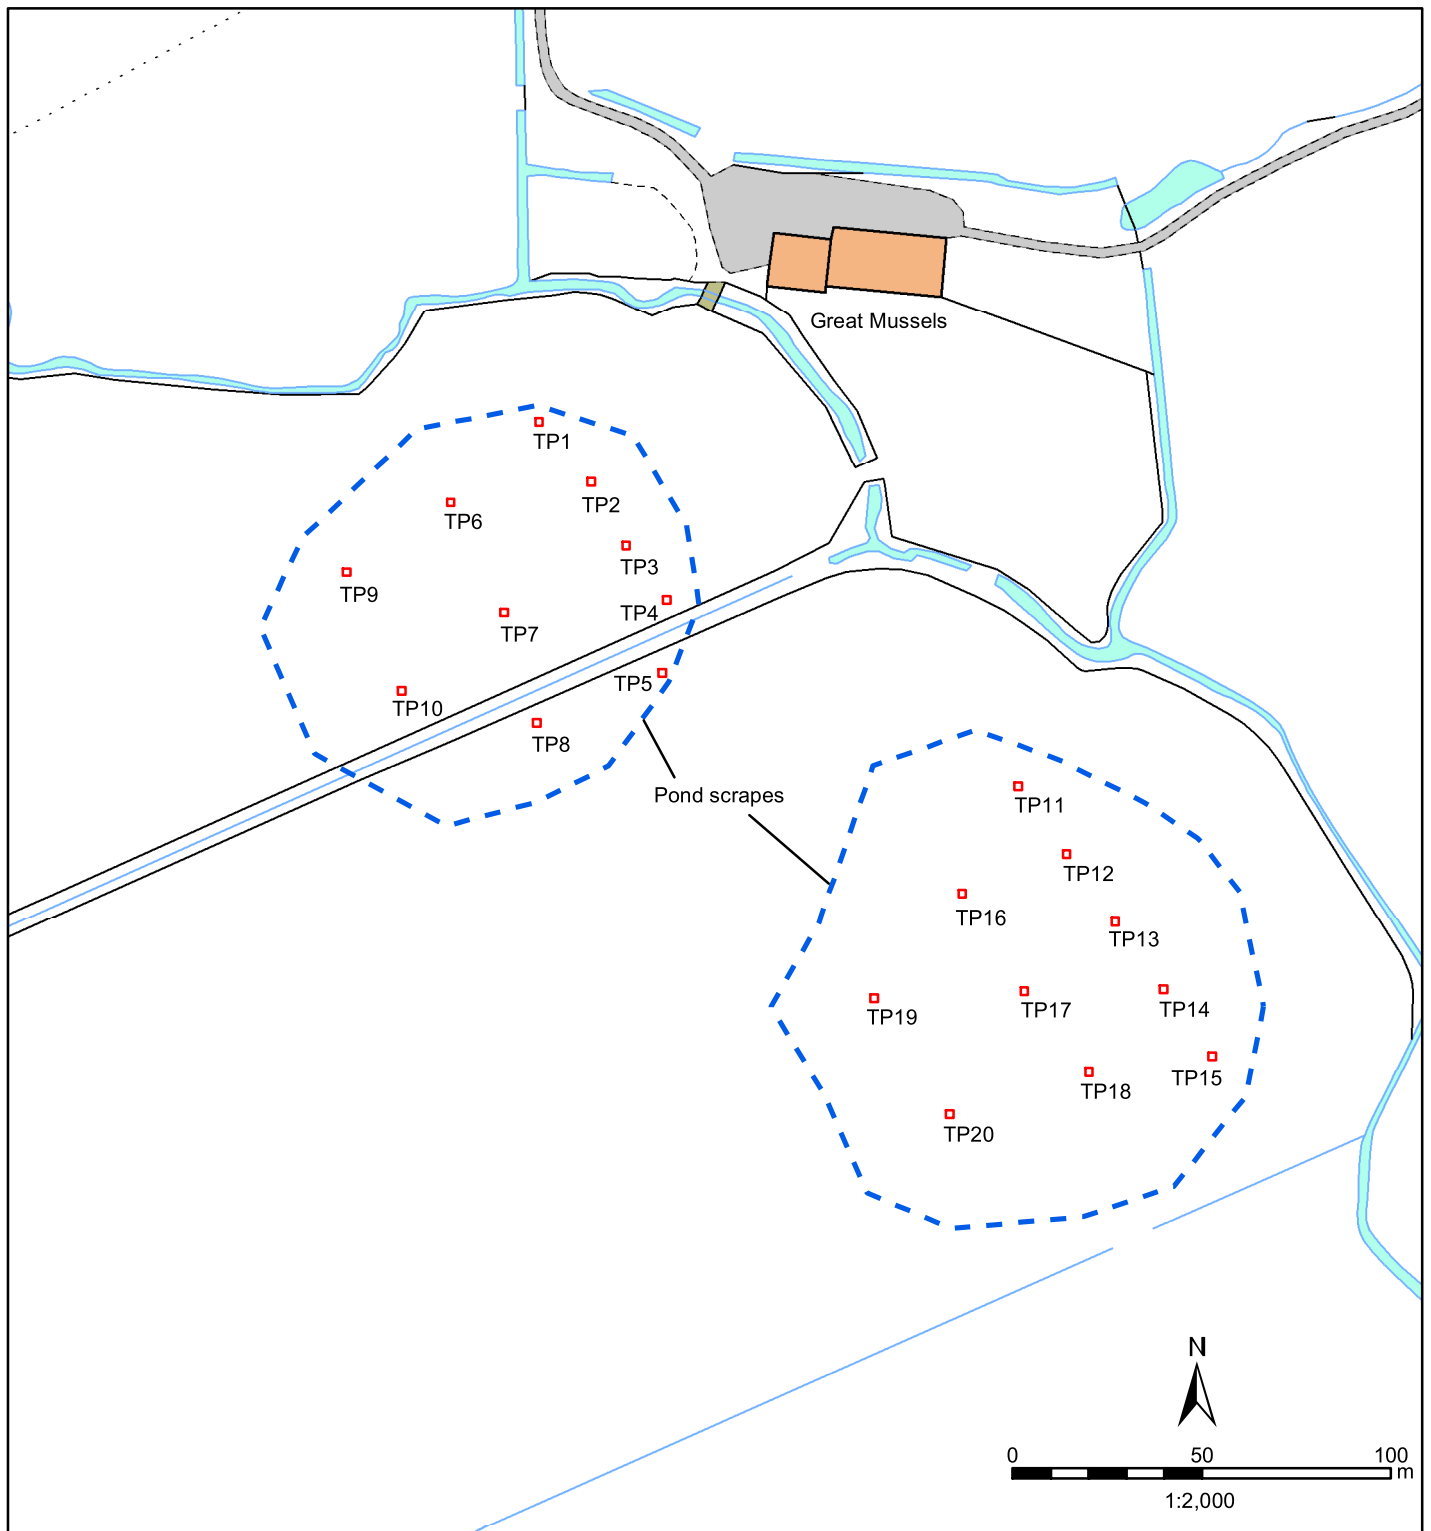 Great Mussels
TP1
TP2
TP6
TP3
TP9
TP4
TP7
TP5
TP10
TP8
Pond scrapes
TP11
TP12
TP16
TP13
TP19
TP17
TP14
TP15
TP18
TP20
N
0 50 100
m
1:2,000